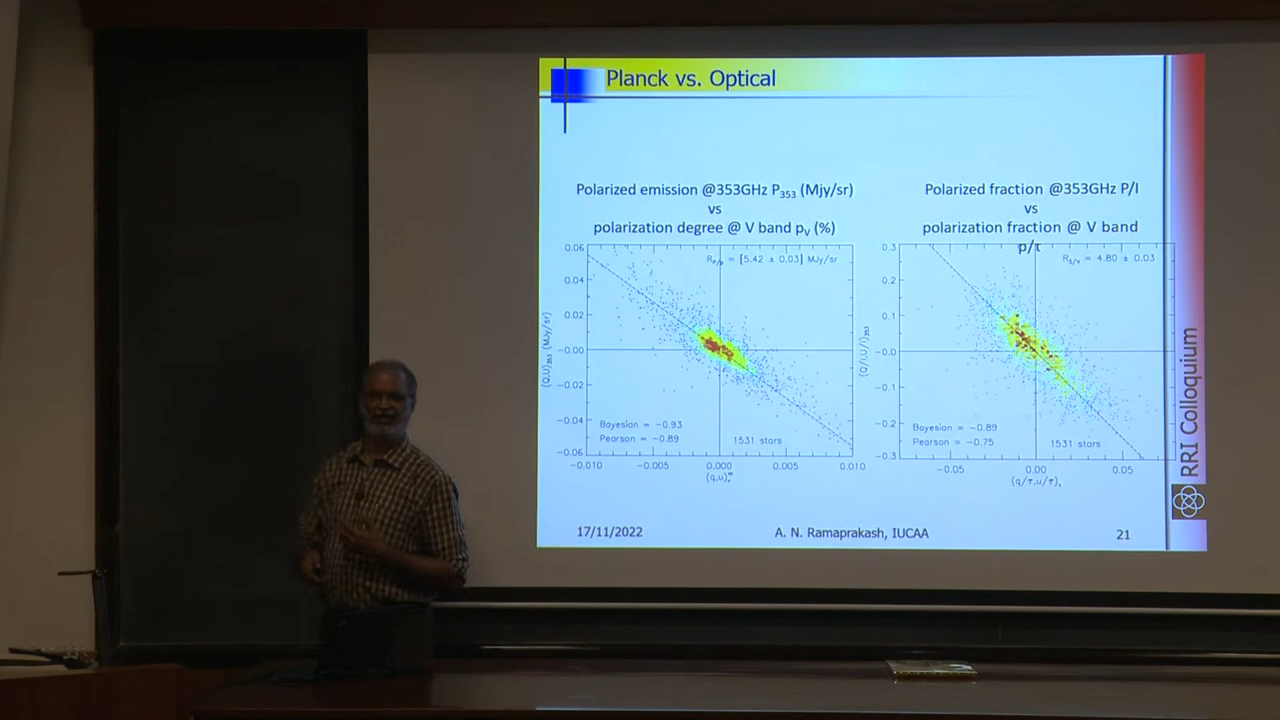 Planck vs. Optical
Polarized emission @353GHz P353 (Mjy/sr)
vs
polarization degree @ V band pV (%)
0.06
0.04
0.02
-0.00
-0.02
-0.04
-0.06
(Q,U)353 (MJy/sr)
RP/p = [5.42 ± 0.03] MJy/sr
Bayesian = -0.93
Pearson = -0.89
1531 stars
-0.010
-0.005
0.000
0.005
0.010
(q,u)
Polarized fraction @353GHz P/I
vs
polarization fraction @ V band
p/τ
0.3
0.2
0.1
-0.0
-0.1
-0.2
-0.3
(Q/I,U/I)353
RS/V = 4.80 ± 0.03
Bayesian = -0.89
Pearson = -0.75
1531 stars
-0.05
0.00
0.05
(q/τ,u/τ)
RRI Colloquium
17/11/2022
A. N. Ramaprakash, IUCAA
21